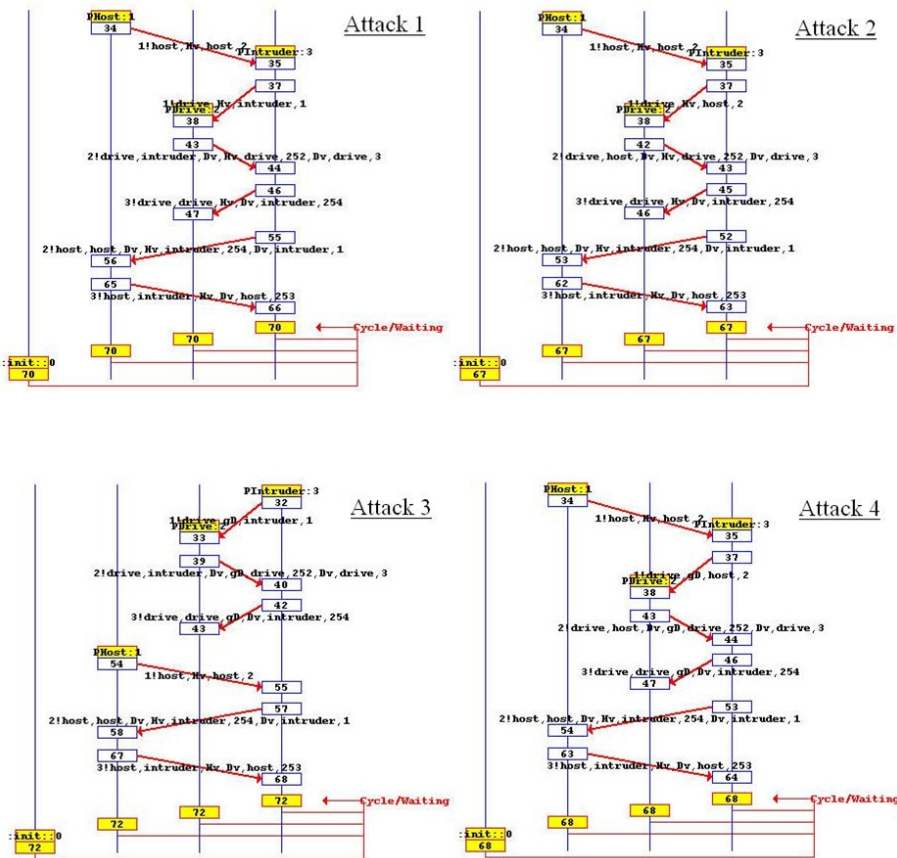 Attack 1
PHost:1
34
1!host,Hv,host,2
PIntruder:3
35
37
1!drive,Hv,intruder,1
PDrive:2
38
43
2!drive,intruder,Dv,Hv,drive,252,Dv,drive,3
44
46
3!drive,drive,Hv,Dv,intruder,254
47
55
2!host,host,Dv,Hv,intruder,254,Dv,intruder,1
56
65
3!host,intruder,Hv,Dv,host,253
66
70
Cycle/Waiting
70
70
:init::0
70
Attack 2
PHost:1
34
1!host,Hv,host,2
PIntruder:3
35
37
1!drive,Hv,host,2
PDrive:2
38
42
2!drive,host,Dv,Hv,drive,252,Dv,drive,3
43
45
3!drive,drive,Hv,Dv,intruder,254
46
52
2!host,host,Dv,Hv,intruder,254,Dv,intruder,1
53
62
3!host,intruder,Hv,Dv,host,253
63
67
Cycle/Waiting
67
67
:init::0
67
Attack 3
PIntruder:3
32
1!drive,gD,intruder,1
PDrive:2
33
39
2!drive,intruder,Dv,gD,drive,252,Dv,drive,3
40
42
3!drive,drive,gD,Dv,intruder,254
43
PHost:1
54
1!host,Hv,host,2
55
57
2!host,host,Dv,Hv,intruder,254,Dv,intruder,1
58
67
3!host,intruder,Hv,Dv,host,253
68
72
Cycle/Waiting
72
72
:init::0
72
Attack 4
PHost:1
34
1!host,Hv,host,2
PIntruder:3
35
37
1!drive,gD,host,2
PDrive:2
38
43
2!drive,host,Dv,gD,drive,252,Dv,drive,3
44
46
3!drive,drive,gD,Dv,intruder,254
47
53
2!host,host,Dv,Hv,intruder,254,Dv,intruder,1
54
63
3!host,intruder,Hv,Dv,host,253
64
68
Cycle/Waiting
68
68
:init::0
68